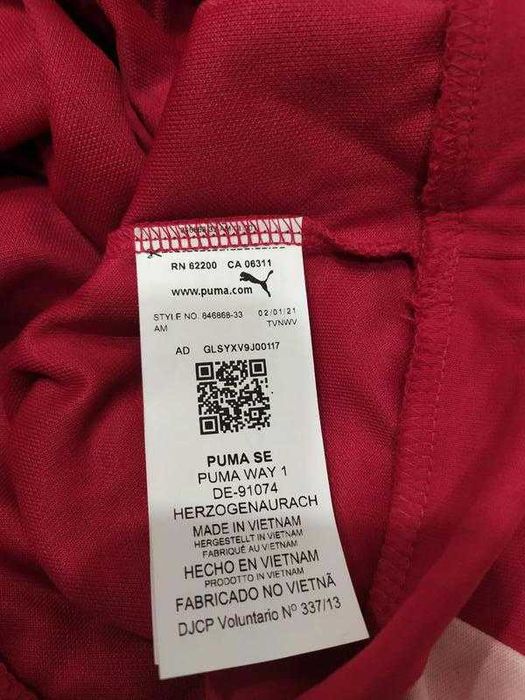 RN 62200 CA 06311
www.puma.com
STYLE NO. 846868-33 02/01/21
AM TVNWV
AD GLSYXV9J00117
PUMA SE
PUMA WAY 1
DE-91074
HERZOGENAURACH
MADE IN VIETNAM
HERGESTELLT IN VIETNAM
FABRIQUÉ AU VIETNAM
HECHO EN VIETNAM
PRODOTTO IN VIETNAM
FABRICADO NO VIETNÃ
DJCP Voluntario Nº 337/13